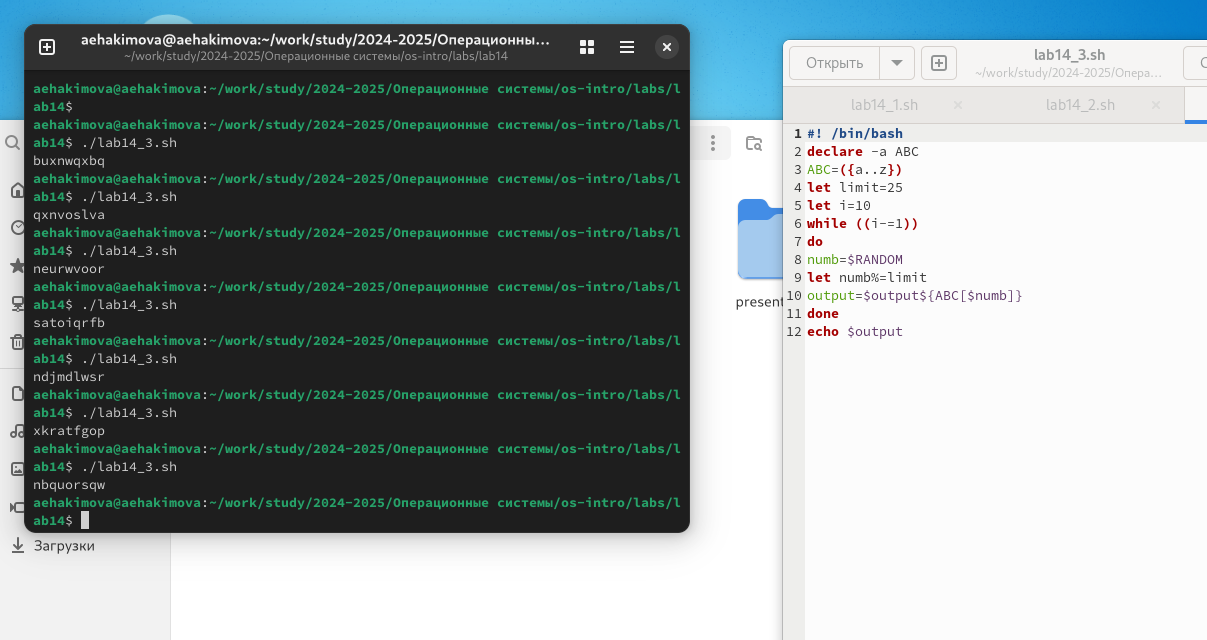 aehakimova@aehakimova:~/work/study/2024-2025/Операционны...
~/work/study/2024-2025/Операционные системы/os-intro/labs/lab14
aehakimova@aehakimova:~/work/study/2024-2025/Операционные системы/os-intro/labs/l
ab14$
aehakimova@aehakimova:~/work/study/2024-2025/Операционные системы/os-intro/labs/l
ab14$ ./lab14_3.sh
buxnwqxbq
aehakimova@aehakimova:~/work/study/2024-2025/Операционные системы/os-intro/labs/l
ab14$ ./lab14_3.sh
qxnvoslva
aehakimova@aehakimova:~/work/study/2024-2025/Операционные системы/os-intro/labs/l
ab14$ ./lab14_3.sh
neurwvoor
aehakimova@aehakimova:~/work/study/2024-2025/Операционные системы/os-intro/labs/l
ab14$ ./lab14_3.sh
satoiqrfb
aehakimova@aehakimova:~/work/study/2024-2025/Операционные системы/os-intro/labs/l
ab14$ ./lab14_3.sh
ndjmdlwsr
aehakimova@aehakimova:~/work/study/2024-2025/Операционные системы/os-intro/labs/l
ab14$ ./lab14_3.sh
xkratfgop
aehakimova@aehakimova:~/work/study/2024-2025/Операционные системы/os-intro/labs/l
ab14$ ./lab14_3.sh
nbquorsqw
aehakimova@aehakimova:~/work/study/2024-2025/Операционные системы/os-intro/labs/l
ab14$
Загрузки
present
Открыть
lab14_3.sh
~/work/study/2024-2025/Опера...
lab14_1.sh
lab14_2.sh
1 #! /bin/bash
2 declare -a ABC
3 ABC=({a..z})
4 let limit=25
5 let i=10
6 while ((i-=1))
7 do
8 numb=$RANDOM
9 let numb%=limit
10 output=$output${ABC[$numb]}
11 done
12 echo $output